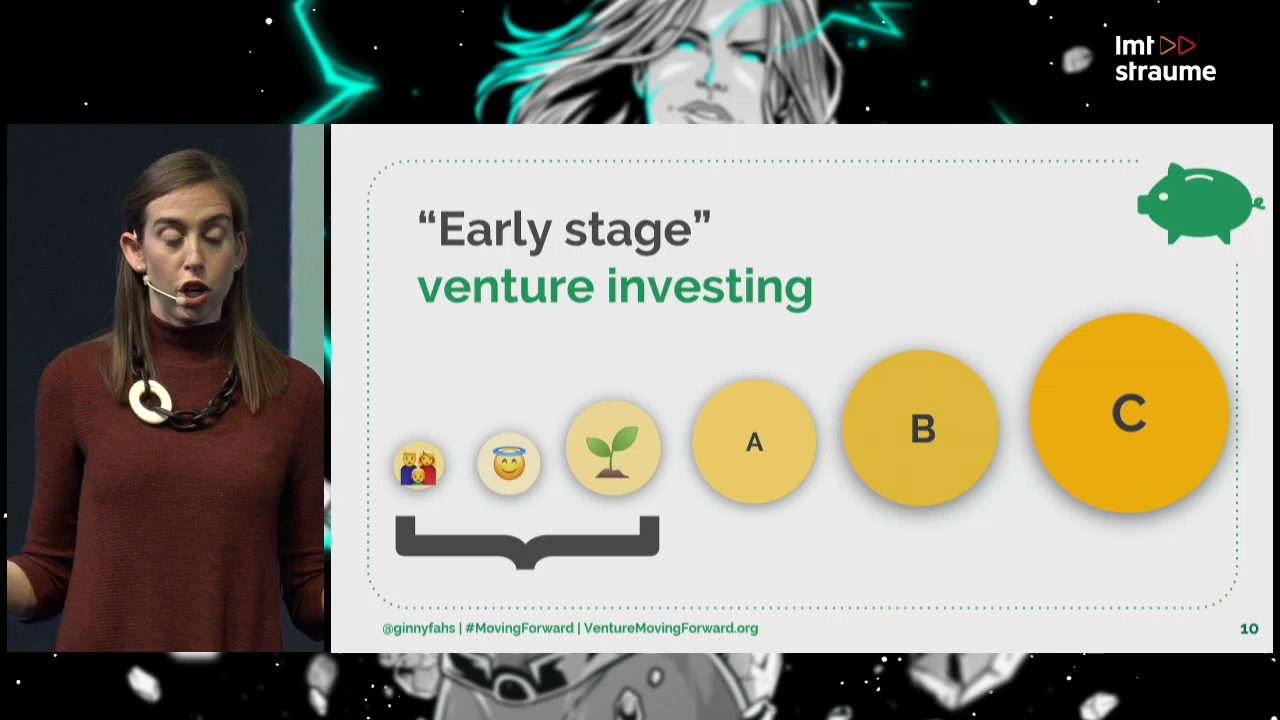 lmt
straume
“Early stage”
venture investing
A
B
C
@ginnyfahs | #MovingForward | VentureMovingForward.org
10